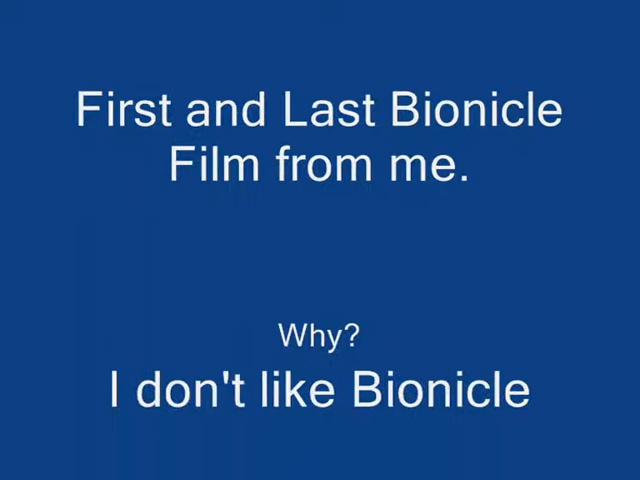 First and Last Bionicle
Film from me.
Why?
I don't like Bionicle